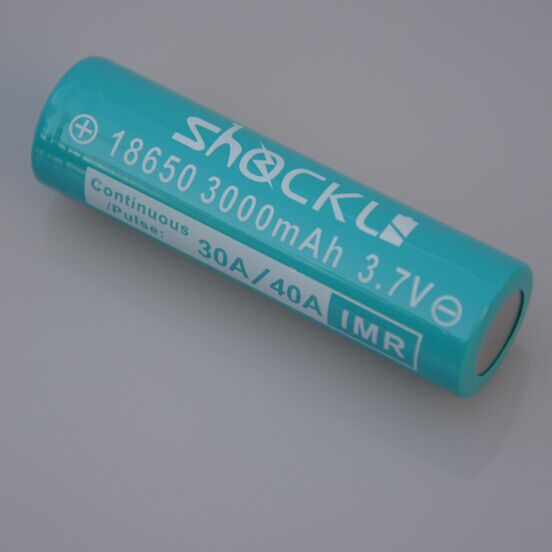 shOCKLi
⊕ 18650 3000mAh 3.7V ⊖
Continuous
/Pulse: 30A/40A IMR